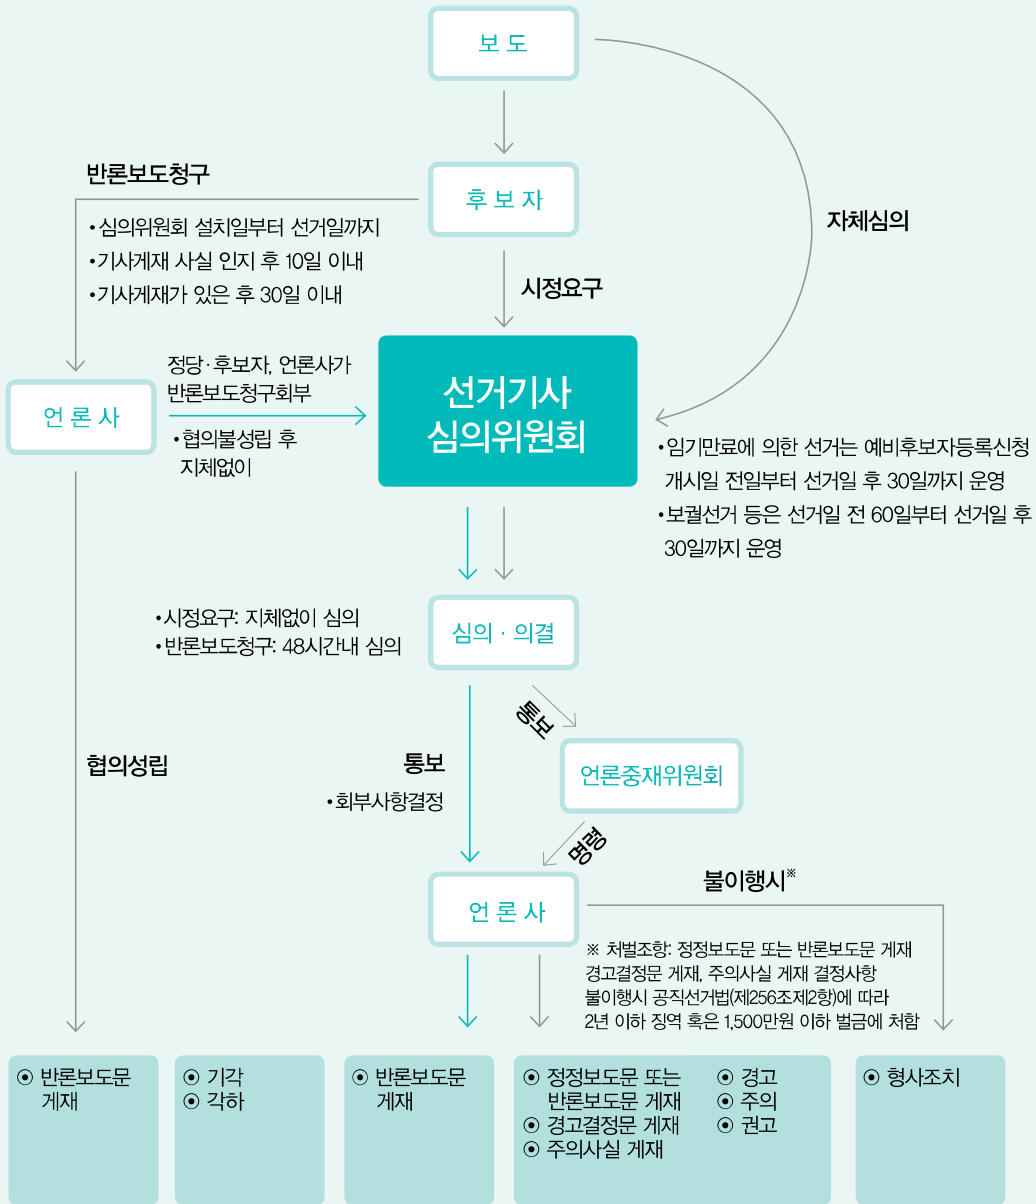 보 도
반론보도청구
후 보 자
•심의위원회 설치일부터 선거일까지
•기사게재 사실 인지 후 10일 이내
•기사게재가 있은 후 30일 이내
자체심의
시정요구
정당·후보자, 언론사가
반론보도청구회부
언 론 사
•협의불성립 후
지체없이
선거기사
심의위원회
•임기만료에 의한 선거는 예비후보자등록신청
개시일 전일부터 선거일 후 30일까지 운영
•보궐선거 등은 선거일 전 60일부터 선거일 후
30일까지 운영
•시정요구: 지체없이 심의
•반론보도청구: 48시간내 심의
심의 · 의결
통보
협의성립
통보
•회부사항결정
언론중재위원회
명령
언 론 사
불이행시※
※ 처벌조항: 정정보도문 또는 반론보도문 게재
경고결정문 게재, 주의사실 게재 결정사항
불이행시 공직선거법(제256조제2항)에 따라
2년 이하 징역 혹은 1,500만원 이하 벌금에 처함
⊙ 반론보도문
게재
⊙ 기각
⊙ 각하
⊙ 반론보도문
게재
⊙ 정정보도문 또는
반론보도문 게재
⊙ 경고결정문 게재
⊙ 주의사실 게재
⊙ 경고
⊙ 주의
⊙ 권고
⊙ 형사조치